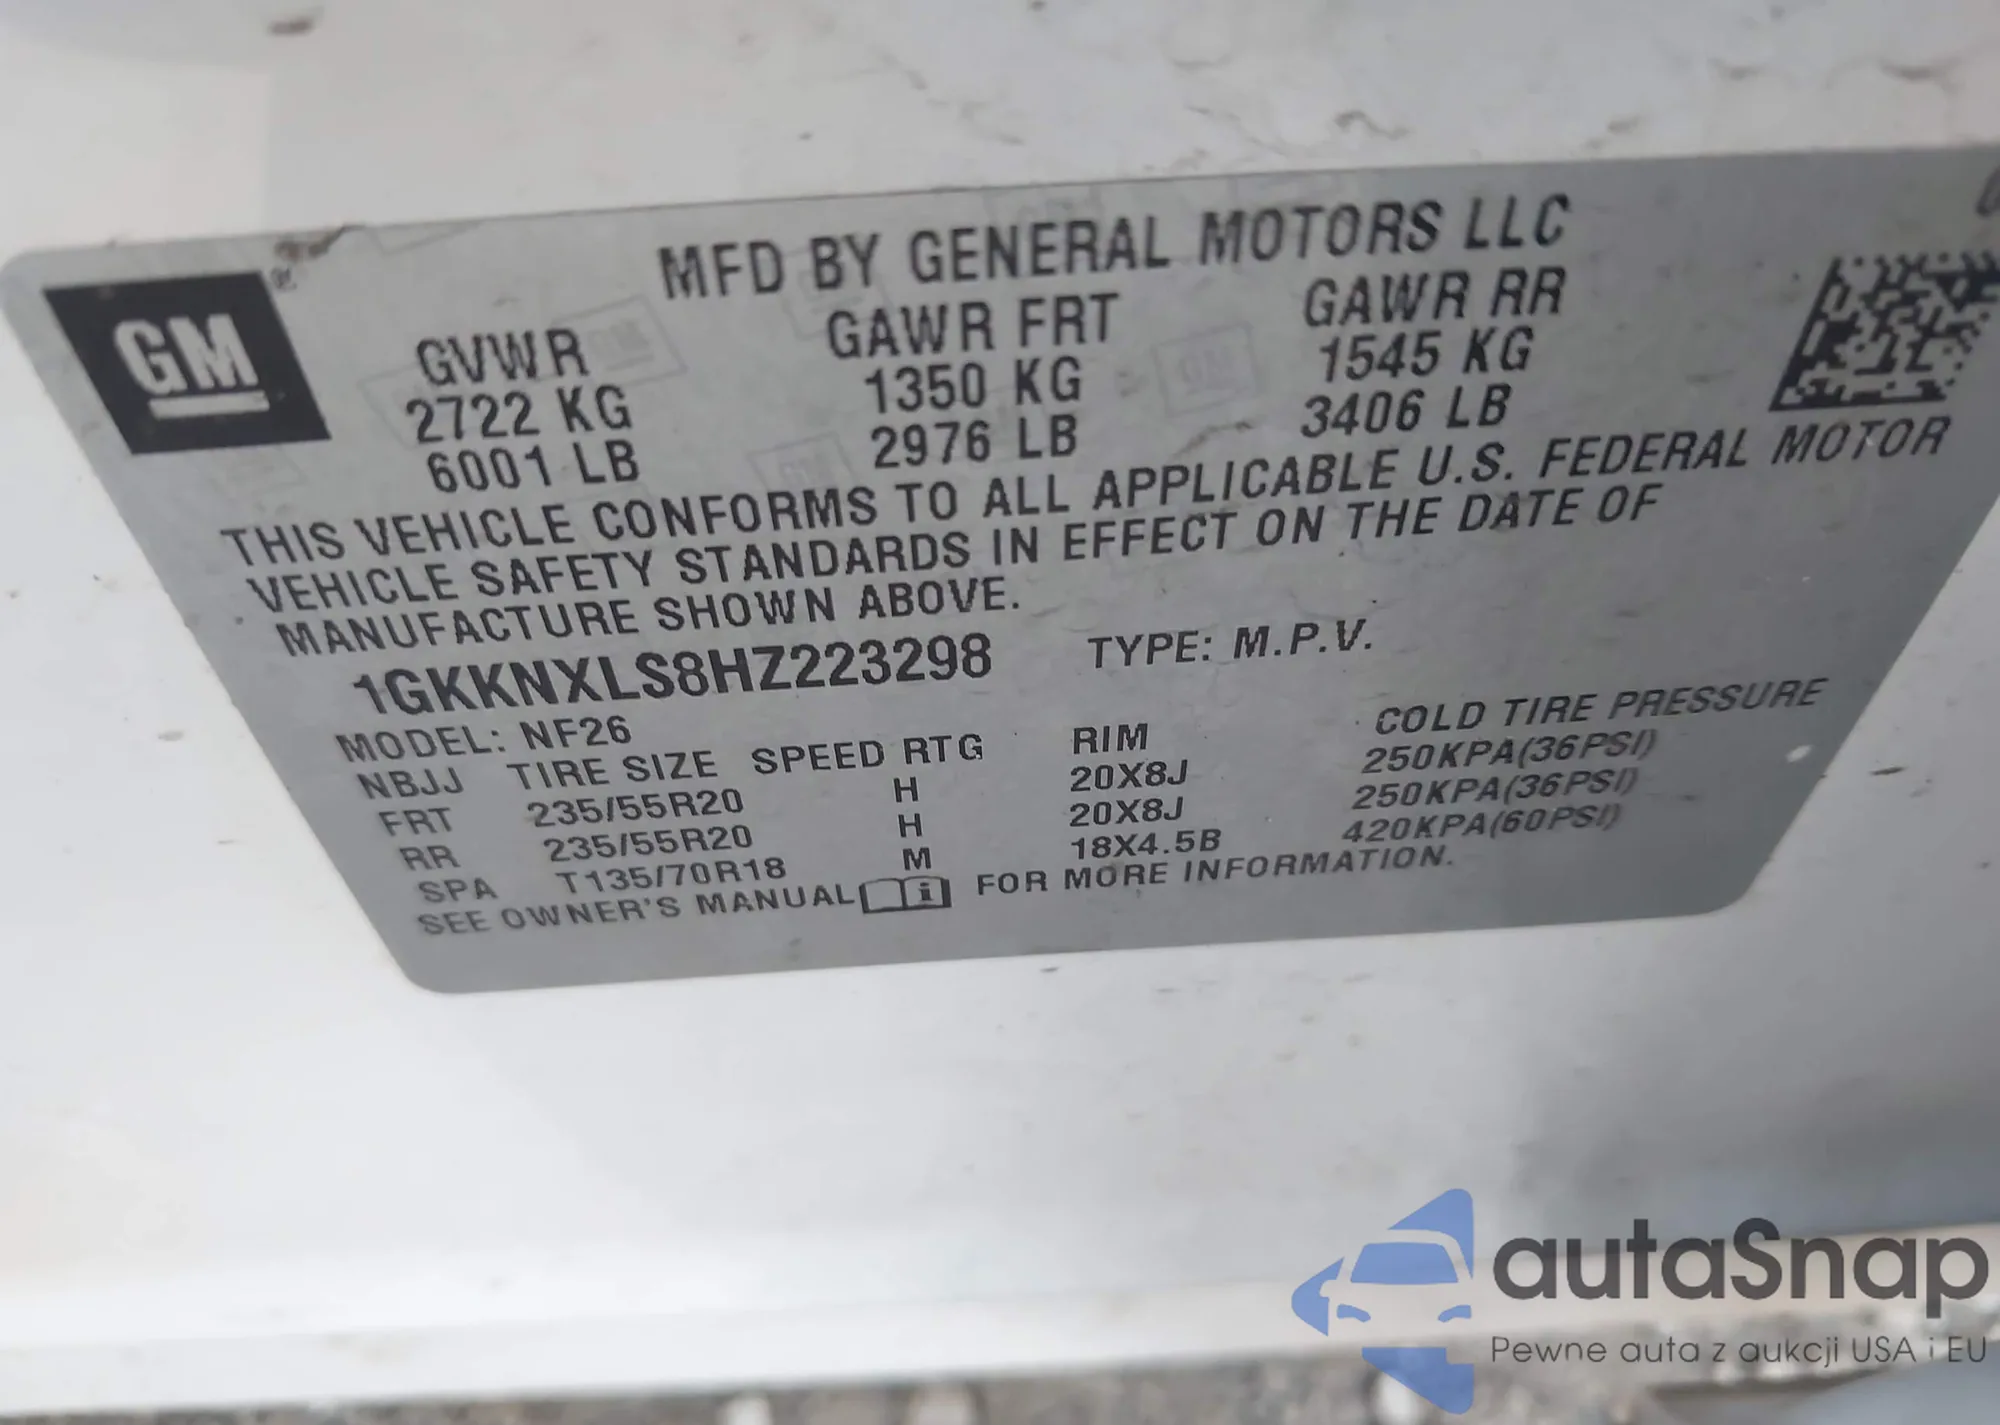 MFD BY GENERAL MOTORS LLC
GM
GVWR GAWR FRT GAWR RR
2722 KG 1350 KG 1545 KG
6001 LB 2976 LB 3406 LB
THIS VEHICLE CONFORMS TO ALL APPLICABLE U.S. FEDERAL MOTOR
VEHICLE SAFETY STANDARDS IN EFFECT ON THE DATE OF
MANUFACTURE SHOWN ABOVE.
1GKKNXLS8HZ223298 TYPE: M.P.V.
MODEL: NF26
NBJJ TIRE SIZE SPEED RTG RIM COLD TIRE PRESSURE
FRT 235/55R20 H 20X8J 250KPA(36PSI)
RR 235/55R20 H 20X8J 250KPA(36PSI)
SPA T135/70R18 M 18X4.5B 420KPA(60PSI)
SEE OWNER'S MANUAL FOR MORE INFORMATION.
autaSnap
Pewne auta z aukcji USA i EU